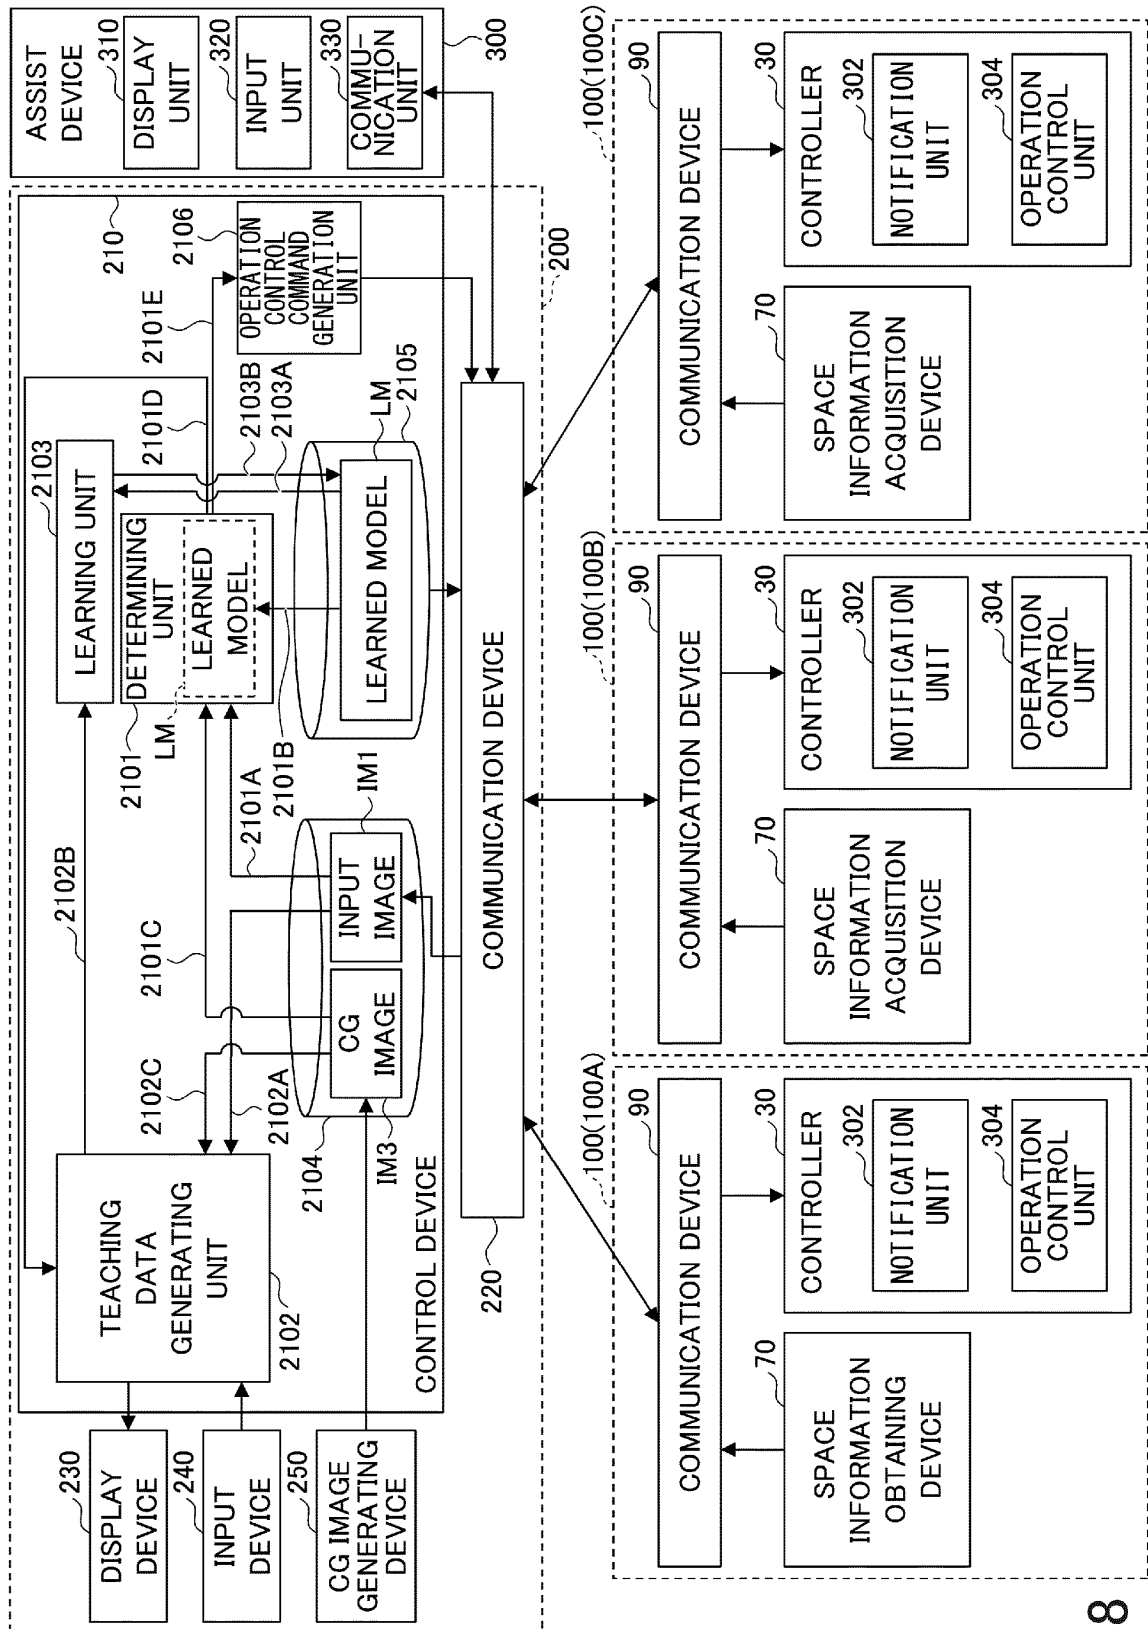 230
DISPLAY
DEVICE
240
INPUT
DEVICE
250
CG IMAGE
GENERATING
DEVICE
TEACHING
DATA
GENERATING
UNIT
2102
2102B
2102C
2102A
2101C
2101A
2101B
2104
IM3
CG
IMAGE
INPUT
IMAGE
IM1
CONTROL DEVICE
2103
LEARNING UNIT
2101
DETERMINING
UNIT
LEARNED
MODEL
LM
2101D
2101E
2103B
2103A
LM
2105
LEARNED MODEL
210
2106
OPERATION
CONTROL
COMMAND
GENERATION
UNIT
200
220
COMMUNICATION DEVICE
ASSIST
DEVICE
310
DISPLAY
UNIT
320
INPUT
UNIT
330
COMMU-
NICATION
UNIT
300
100(100A)
90
COMMUNICATION DEVICE
70
SPACE
INFORMATION
OBTAINING
DEVICE
30
CONTROLLER
302
NOTIFICATION
UNIT
304
OPERATION
CONTROL
UNIT
100(100B)
90
COMMUNICATION DEVICE
70
SPACE
INFORMATION
ACQUISITION
DEVICE
30
CONTROLLER
302
NOTIFICATION
UNIT
304
OPERATION
CONTROL
UNIT
100(100C)
90
COMMUNICATION DEVICE
70
SPACE
INFORMATION
ACQUISITION
DEVICE
30
CONTROLLER
302
NOTIFICATION
UNIT
304
OPERATION
CONTROL
UNIT
8